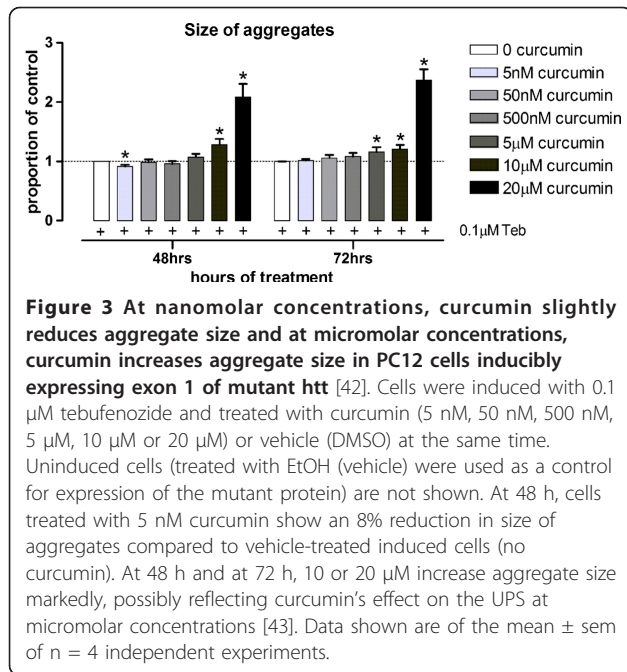 Size of aggregates
3
2
1
0
proportion of control
* * * * * * *
0 curcumin
5nM curcumin
50nM curcumin
500nM curcumin
5µM curcumin
10µM curcumin
20µM curcumin
+ + + + + + + + + + + + + + 0.1µM Teb
48hrs 72hrs
hours of treatment
Figure 3 At nanomolar concentrations, curcumin slightly
reduces aggregate size and at micromolar concentrations,
curcumin increases aggregate size in PC12 cells inducibly
expressing exon 1 of mutant htt [42]. Cells were induced with 0.1
µM tebufenozide and treated with curcumin (5 nM, 50 nM, 500 nM,
5 µM, 10 µM or 20 µM) or vehicle (DMSO) at the same time.
Uninduced cells (treated with EtOH (vehicle) were used as a control
for expression of the mutant protein) are not shown. At 48 h, cells
treated with 5 nM curcumin show an 8% reduction in size of
aggregates compared to vehicle-treated induced cells (no
curcumin). At 48 h and at 72 h, 10 or 20 µM increase aggregate size
markedly, possibly reflecting curcumin's effect on the UPS at
micromolar concentrations [43]. Data shown are of the mean ± sem
of n = 4 independent experiments.